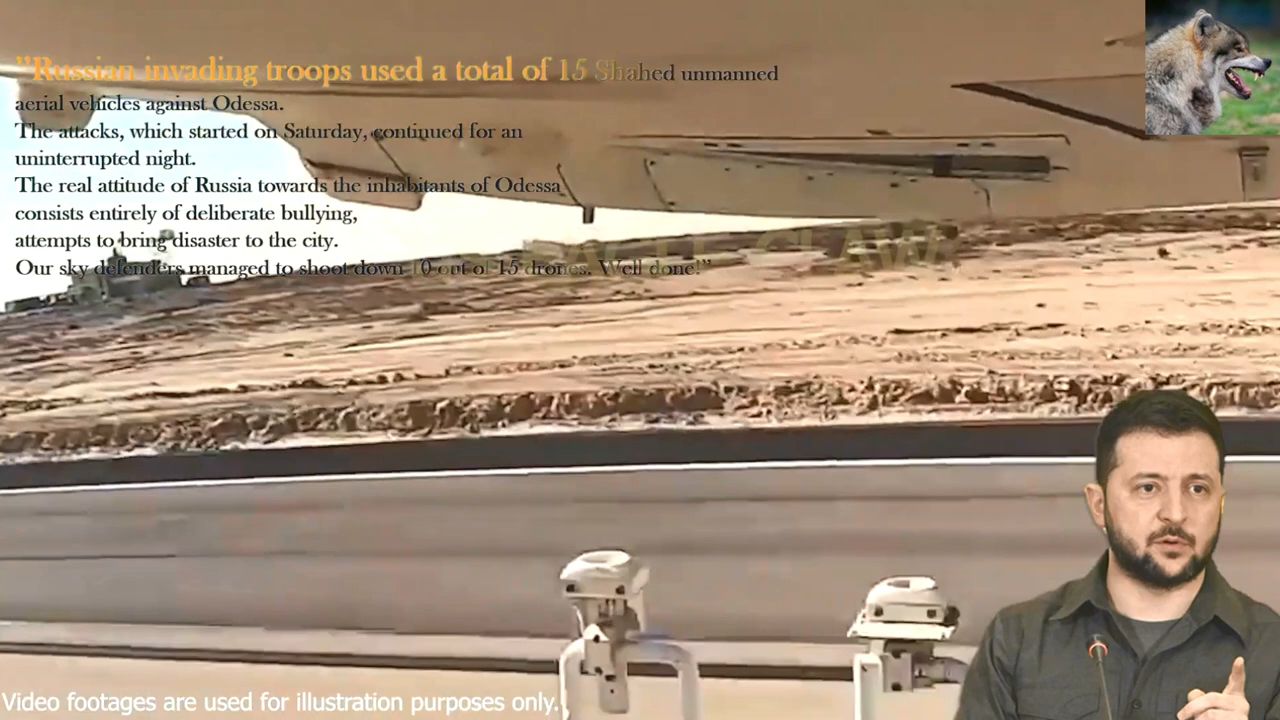 ”Russian invading troops used a total of 15 Shahed unmanned
aerial vehicles against Odessa.
The attacks, which started on Saturday, continued for an
uninterrupted night.
The real attitude of Russia towards the inhabitants of Odessa
consists entirely of deliberate bullying,
attempts to bring disaster to the city.
Our sky defenders managed to shoot down 10 out of 15 drones. Well done!”
Video footages are used for illustration purposes only.